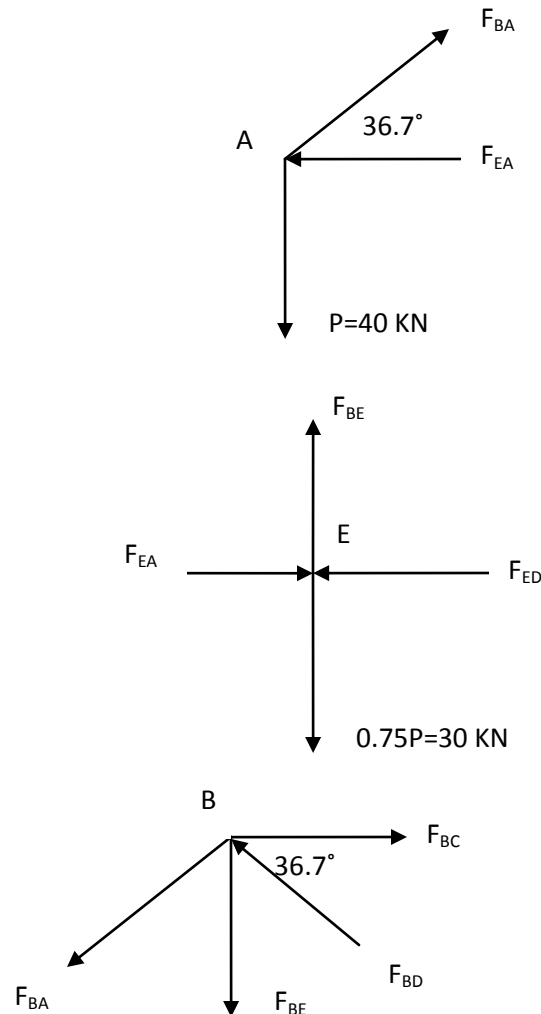 F_BA
36.7°
A
F_EA
P=40 KN
F_BE
E
F_EA
F_ED
0.75P=30 KN
B
F_BC
36.7°
F_BD
F_BA
F_BE